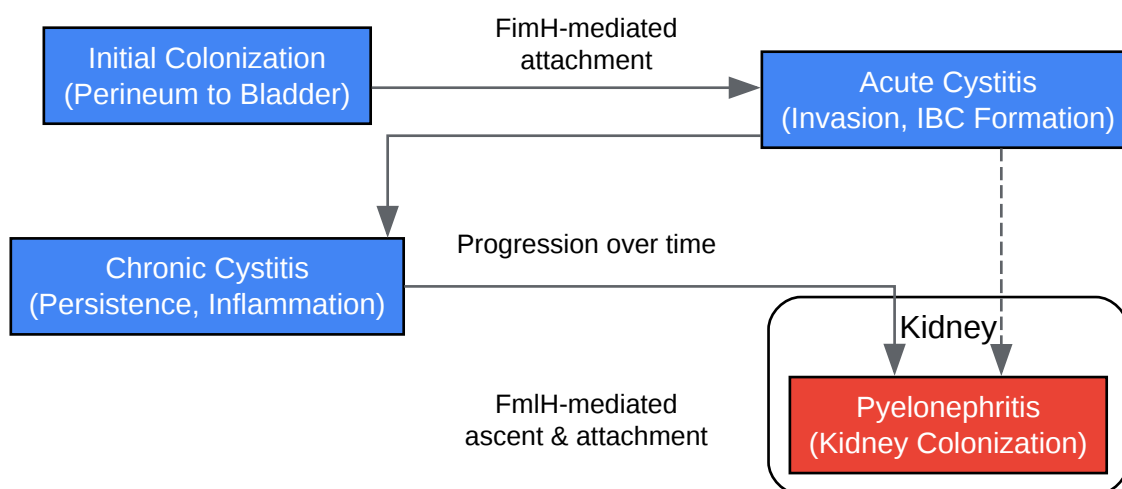 Initial Colonization
(Perineum to Bladder)
FimH-mediated
attachment
Acute Cystitis
(Invasion, IBC Formation)
Chronic Cystitis
(Persistence, Inflammation)
Progression over time
Kidney
FmlH-mediated
ascent & attachment
Pyelonephritis
(Kidney Colonization)